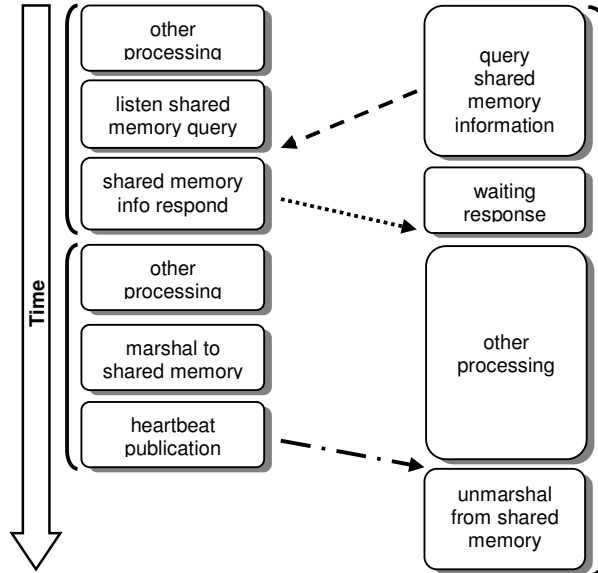 other
processing
listen shared
memory query
shared memory
info respond
other
processing
marshal to
shared memory
heartbeat
publication
query
shared
memory
information
waiting
response
other
processing
unmarshal
from shared
memory
Time